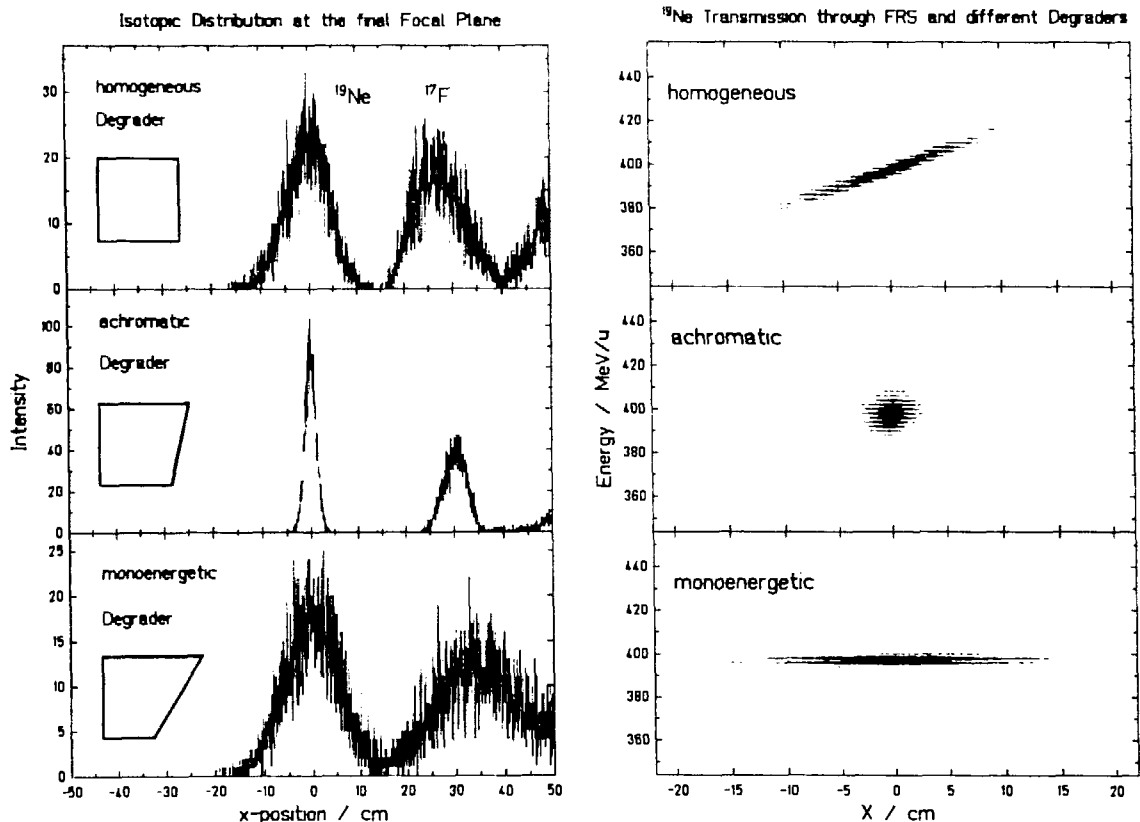 Isotopic Distribution at the final Focal Plane
30
20
10
0
homogeneous
Degrader
¹⁹Ne
¹⁷F
100
80
60
40
20
0
achromatic
Degrader
25
20
15
10
5
0
monoenergetic
Degrader
Intensity
-50 -40 -30 -20 -10 0 10 20 30 40 50
x-position / cm
¹⁹Ne Transmission through FRS and different Degraders
440
420
400
380
360
homogeneous
440
420
400
380
360
achromatic
440
420
400
380
360
monoenergetic
Energy / MeV/u
-20 -15 -10 -5 0 5 10 15 20
X / cm